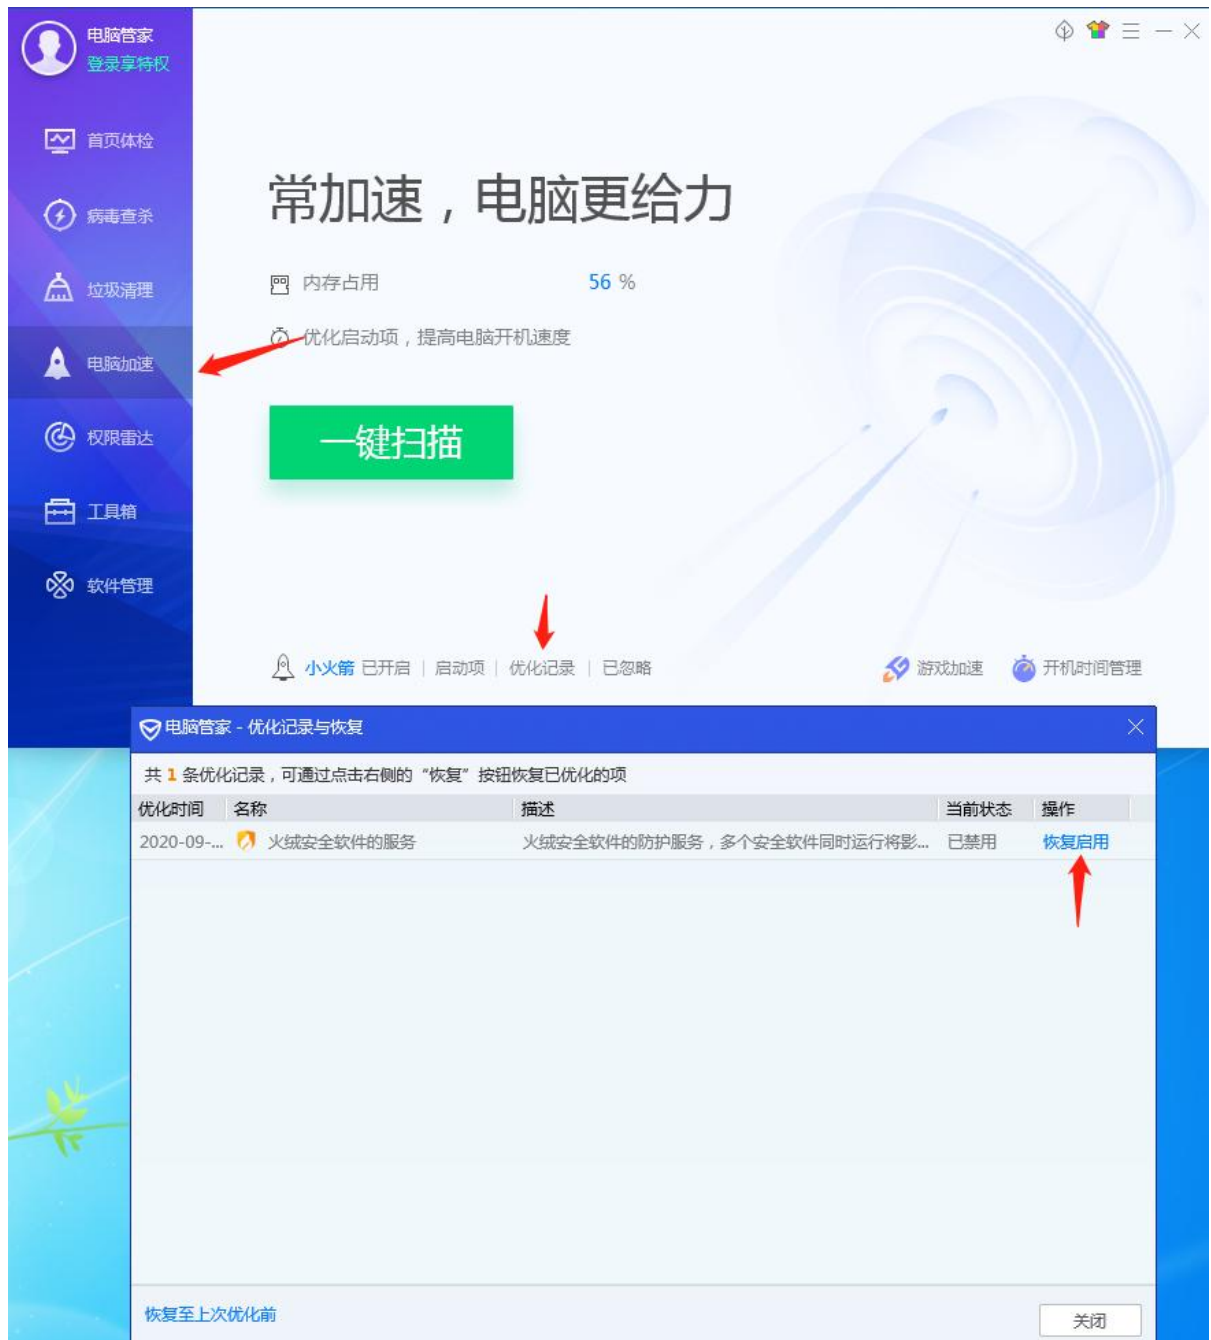 电脑管家
登录享特权
首页体检
病毒查杀
垃圾清理
电脑加速
权限雷达
工具箱
软件管理
常加速，电脑更给力
内存占用 56 %
优化启动项，提高电脑开机速度
一键扫描
小火箭 已开启 | 启动项 | 优化记录 | 已忽略 游戏加速 开机时间管理
电脑管家 - 优化记录与恢复
共 1 条优化记录，可通过点击右侧的“恢复”按钮恢复已优化的项
优化时间 名称 描述 当前状态 操作
2020-09-... 火绒安全软件的服务 火绒安全软件的防护服务，多个安全软件同时运行将影... 已禁用 恢复启用
恢复至上次优化前 关闭